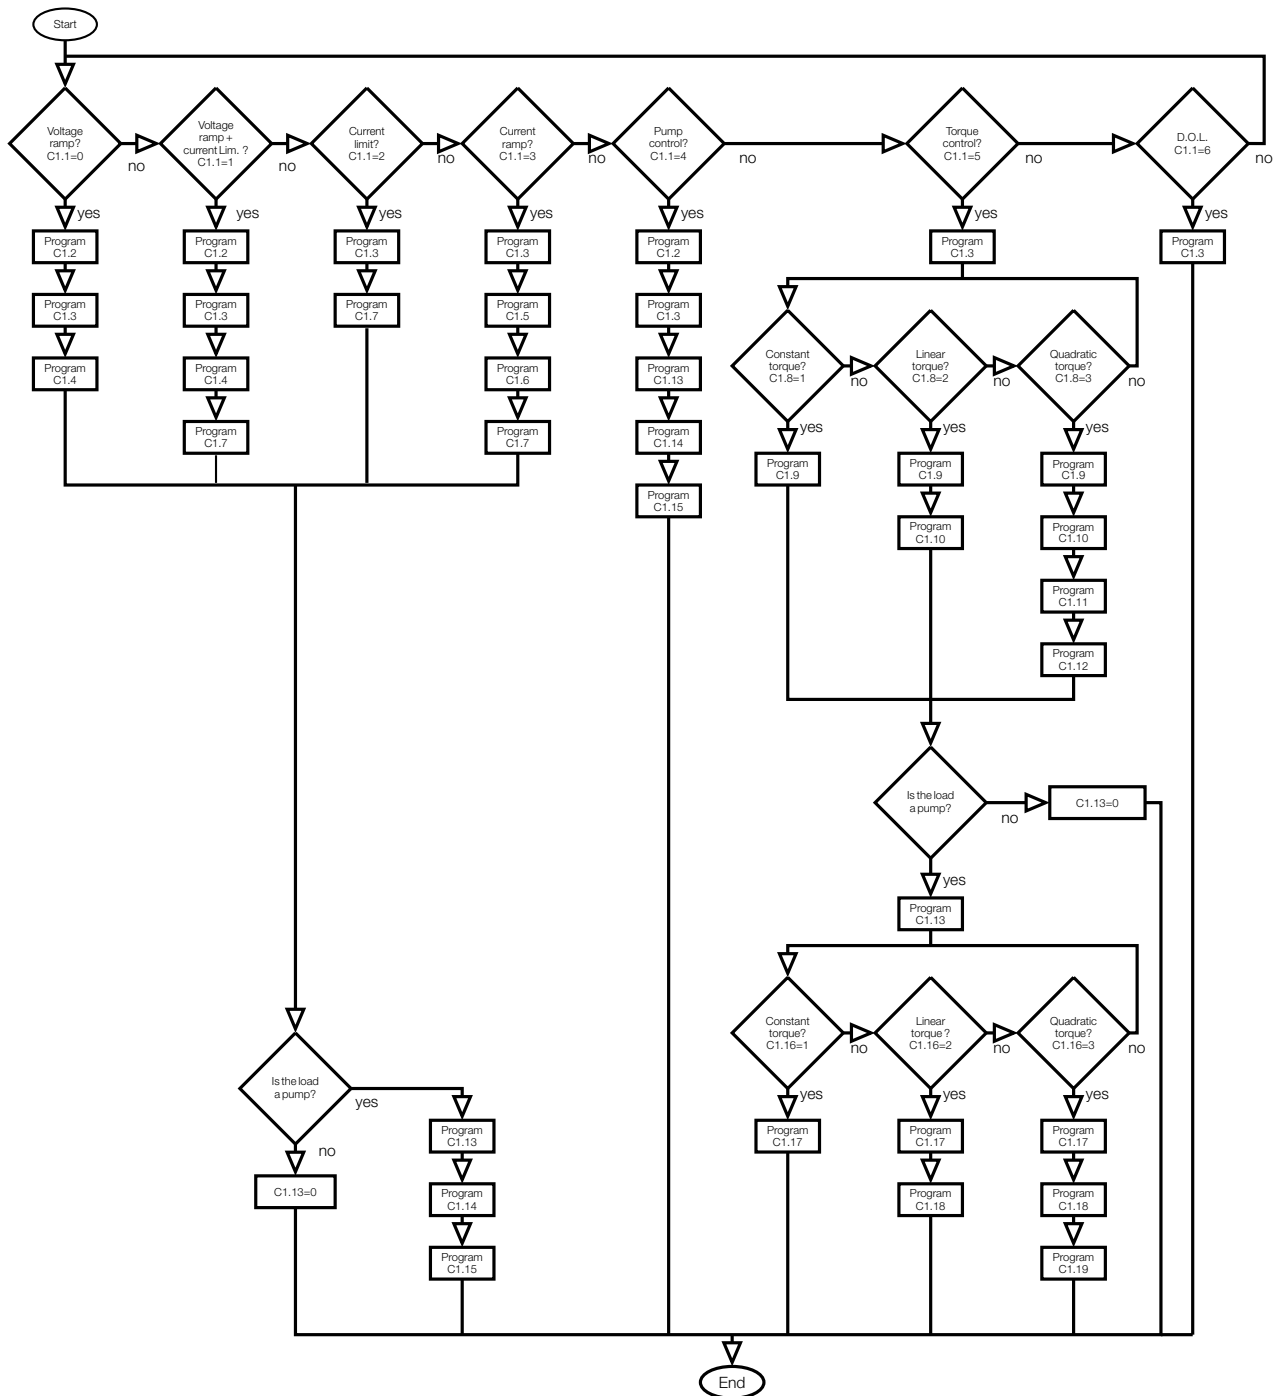 Start
Voltage
ramp?
C1.1=0
no
Voltage
ramp +
current Lim. ?
C1.1=1
no
Current
limit?
C1.1=2
no
Current
ramp?
C1.1=3
no
Pump
control?
C1.1=4
no
Torque
control?
C1.1=5
no
D.O.L.
C1.1=6
no
yes
yes
yes
yes
yes
yes
yes
Program
C1.2
Program
C1.2
Program
C1.3
Program
C1.3
Program
C1.2
Program
C1.3
Program
C1.3
Program
C1.3
Program
C1.3
Program
C1.7
Program
C1.5
Program
C1.3
Program
C1.4
Program
C1.4
Program
C1.6
Program
C1.13
Constant
torque?
C1.8=1
no
Linear
torque?
C1.8=2
no
Quadratic
torque?
C1.8=3
no
Program
C1.7
Program
C1.7
Program
C1.14
yes
yes
yes
Program
C1.9
Program
C1.9
Program
C1.9
Program
C1.15
Program
C1.10
Program
C1.10
Program
C1.11
Program
C1.12
Is the load
a pump?
no
C1.13=0
yes
Program
C1.13
Constant
torque?
C1.16=1
no
Linear
torque ?
C1.16=2
no
Quadratic
torque?
C1.16=3
no
Is the load
a pump?
yes
yes
yes
yes
Program
C1.13
Program
C1.17
Program
C1.17
Program
C1.17
no
C1.13=0
Program
C1.14
Program
C1.18
Program
C1.18
Program
C1.15
Program
C1.19
End